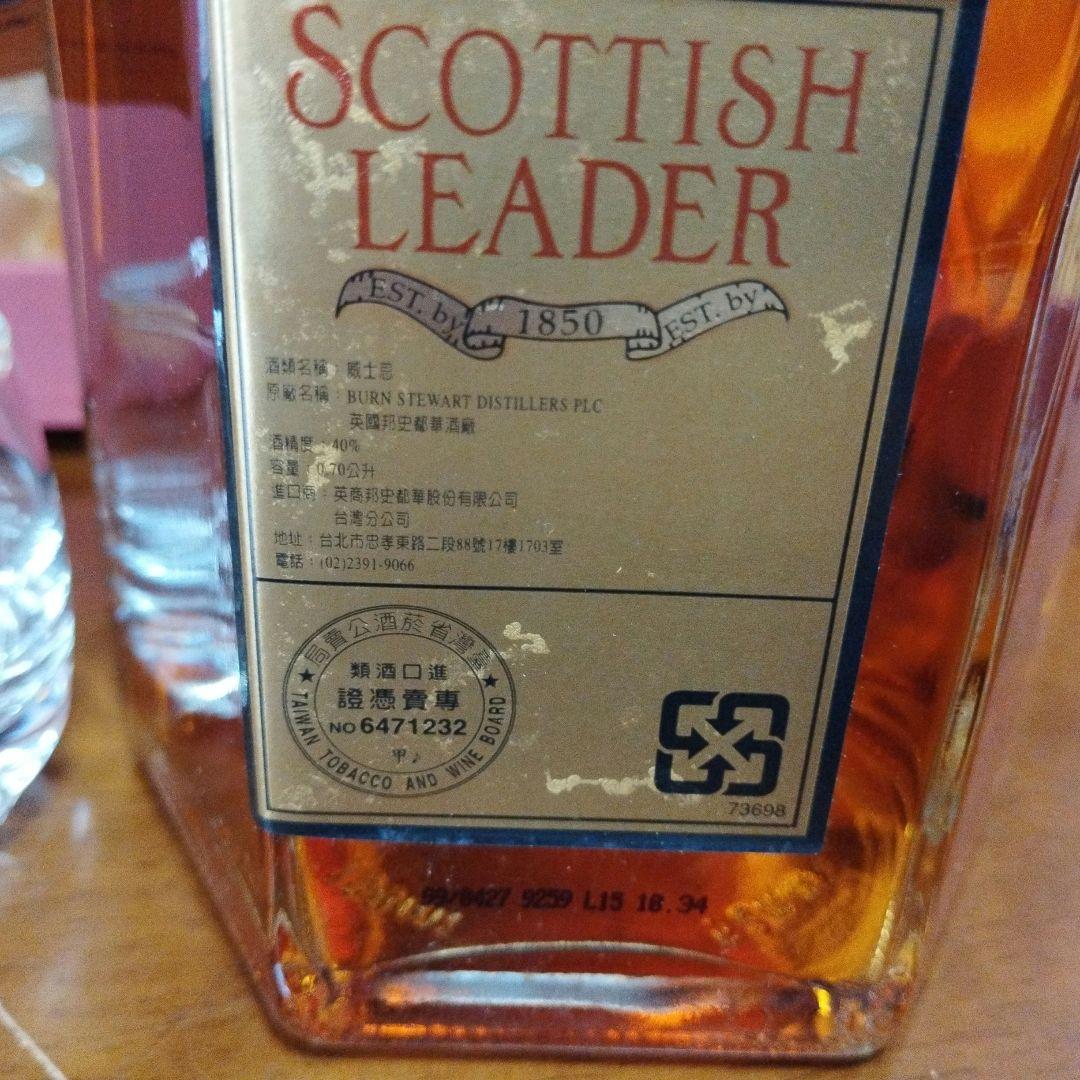 SCOTTISH
LEADER
EST. by 1850 EST. by
酒類名稱：威士忌
原廠名稱：BURN STEWART DISTILLERS PLC
英國邦史都華酒廠
酒精度：40%
容量：0.70公升
進口商：英商邦史都華股份有限公司
台灣分公司
地址：台北市忠孝東路二段88號17樓1703室
電話：(02)2391-9066
局賣公酒菸省灣臺
類酒口進
證憑賣專
NO 6471232
甲
TAIWAN TOBACCO AND WINE BOARD
73698
9259 L15 18.34